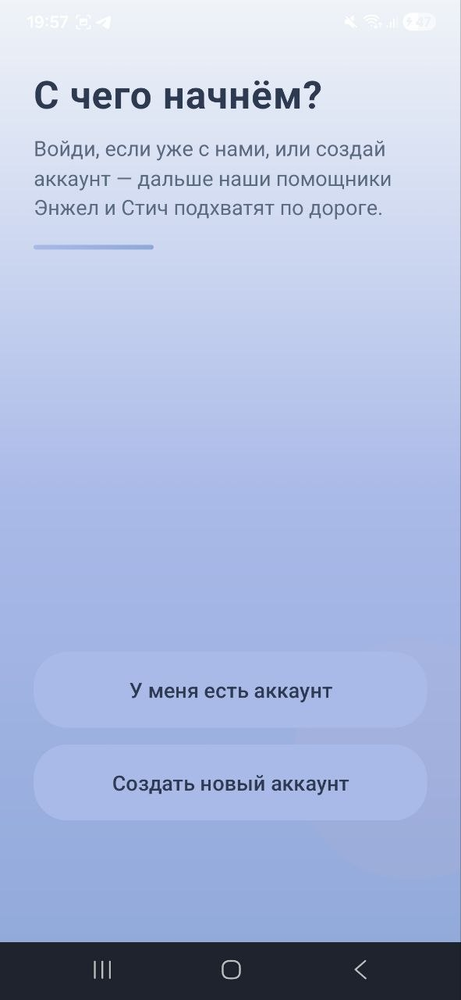 19:57
47
С чего начнём?
Войди, если уже с нами, или создай
аккаунт — дальше наши помощники
Энжел и Стич подхватят по дороге.
У меня есть аккаунт
Создать новый аккаунт